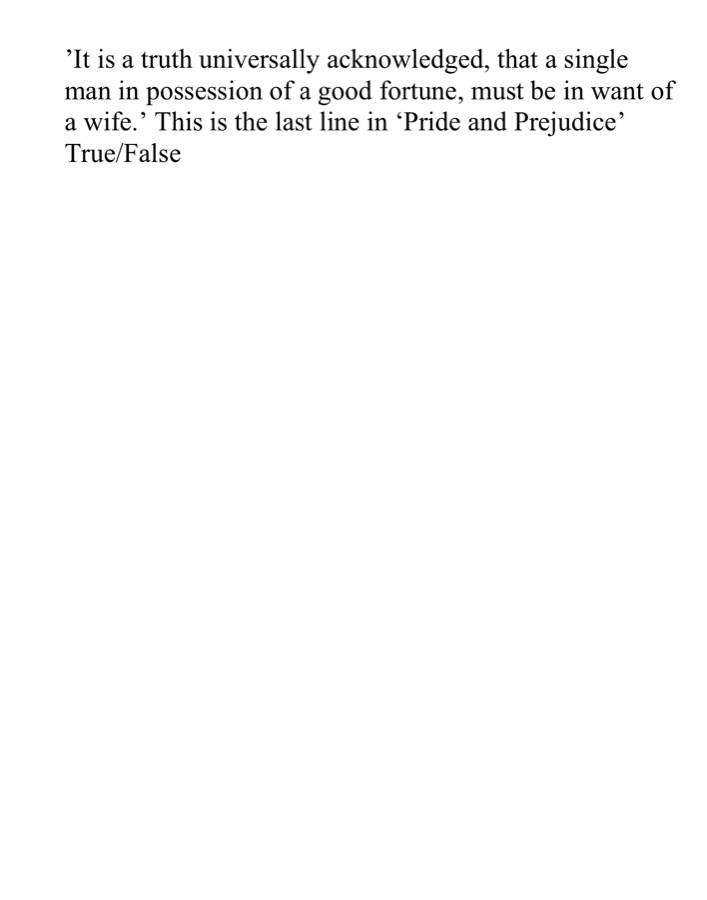 ’It is a truth universally acknowledged, that a single
man in possession of a good fortune, must be in want of
a wife.’ This is the last line in ‘Pride and Prejudice’
True/False